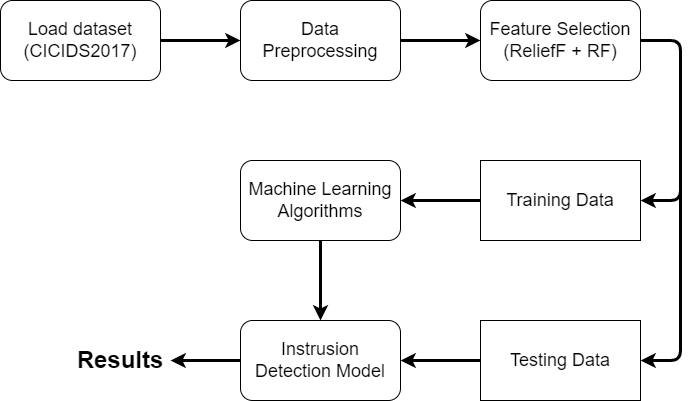 Load dataset
(CICIDS2017)
Data
Preprocessing
Feature Selection
(ReliefF + RF)
Machine Learning
Algorithms
Training Data
Results
Instrusion
Detection Model
Testing Data